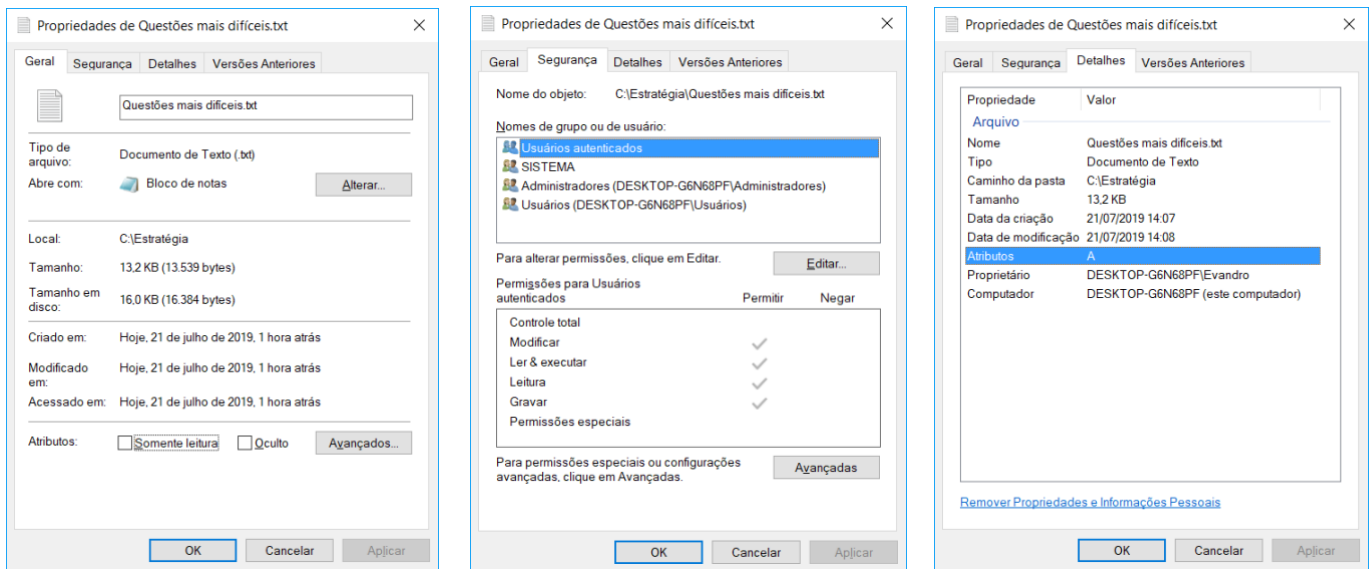 Propriedades de Questões mais difíceis.txt
Geral Segurança Detalhes Versões Anteriores
Questões mais difíceis.txt
Tipo de arquivo: Documento de Texto (.txt)
Abre com: Bloco de notas Alterar...
Local: C:\Estratégia
Tamanho: 13,2 KB (13.539 bytes)
Tamanho em disco: 16,0 KB (16.384 bytes)
Criado em: Hoje, 21 de julho de 2019, 1 hora atrás
Modificado em: Hoje, 21 de julho de 2019, 1 hora atrás
Acessado em: Hoje, 21 de julho de 2019, 1 hora atrás
Atributos: Somente leitura Oculto Avançados...
OK Cancelar Aplicar
Propriedades de Questões mais difíceis.txt
Geral Segurança Detalhes Versões Anteriores
Nome do objeto: C:\Estratégia\Questões mais difíceis.txt
Nomes de grupo ou de usuário:
Usuários autenticados
SISTEMA
Administradores (DESKTOP-G6N68PF\Administradores)
Usuários (DESKTOP-G6N68PF\Usuários)
Para alterar permissões, clique em Editar. Editar...
Permissões para Usuários
autenticados Permitir Negar
Controle total
Modificar
Ler & executar
Leitura
Gravar
Permissões especiais
Para permissões especiais ou configurações
avançadas, clique em Avançadas. Avançadas
OK Cancelar Aplicar
Propriedades de Questões mais difíceis.txt
Geral Segurança Detalhes Versões Anteriores
Propriedade Valor
Arquivo
Nome Questões mais difíceis.txt
Tipo Documento de Texto
Caminho da pasta C:\Estratégia
Tamanho 13,2 KB
Data da criação 21/07/2019 14:07
Data de modificação 21/07/2019 14:08
Atributos A
Proprietário DESKTOP-G6N68PF\Evandro
Computador DESKTOP-G6N68PF (este computador)
Remover Propriedades e Informações Pessoais
OK Cancelar Aplicar